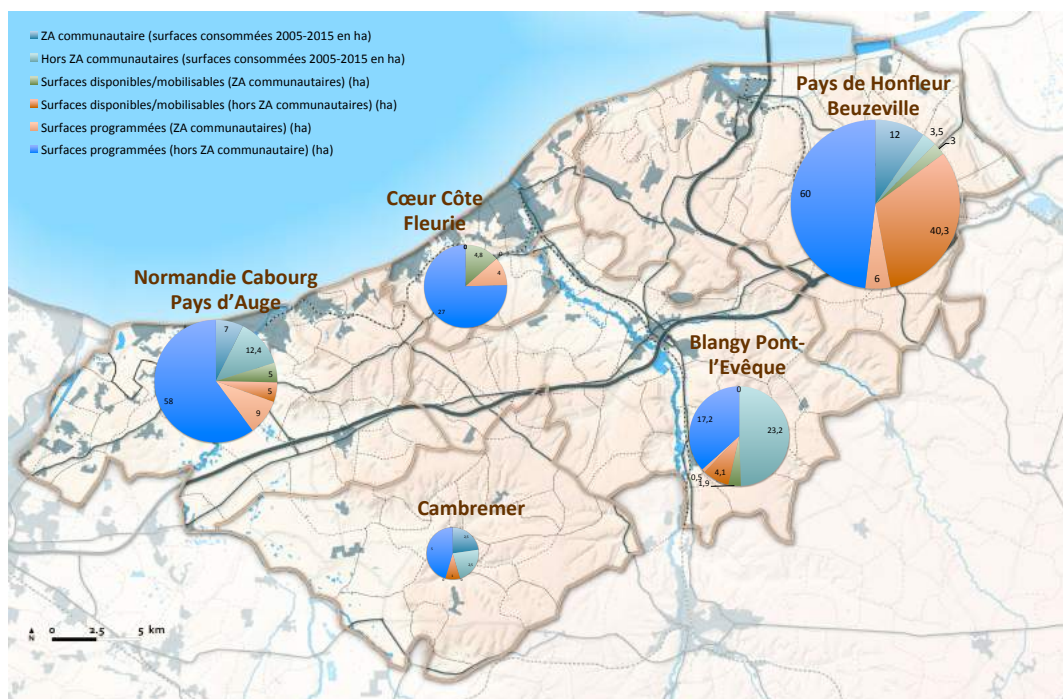 ZA communautaire (surfaces consommées 2005-2015 en ha)
Hors ZA communautaires (surfaces consommées 2005-2015 en ha)
Surfaces disponibles/mobilisables (ZA communautaires) (ha)
Surfaces disponibles/mobilisables (hors ZA communautaires) (ha)
Surfaces programmées (ZA communautaires) (ha)
Surfaces programmées (hors ZA communautaire) (ha)
Pays de Honfleur
Beuzeville
12
3,5
3
60
40,3
6
Cœur Côte
Fleurie
0
4,8
0
4
27
Normandie Cabourg
Pays d'Auge
7
12,4
5
5
9
58
Blangy Pont-
l'Evêque
0
17,2
23,2
0,5
4,1
1,9
Cambremer
N
0
2.5
5 km